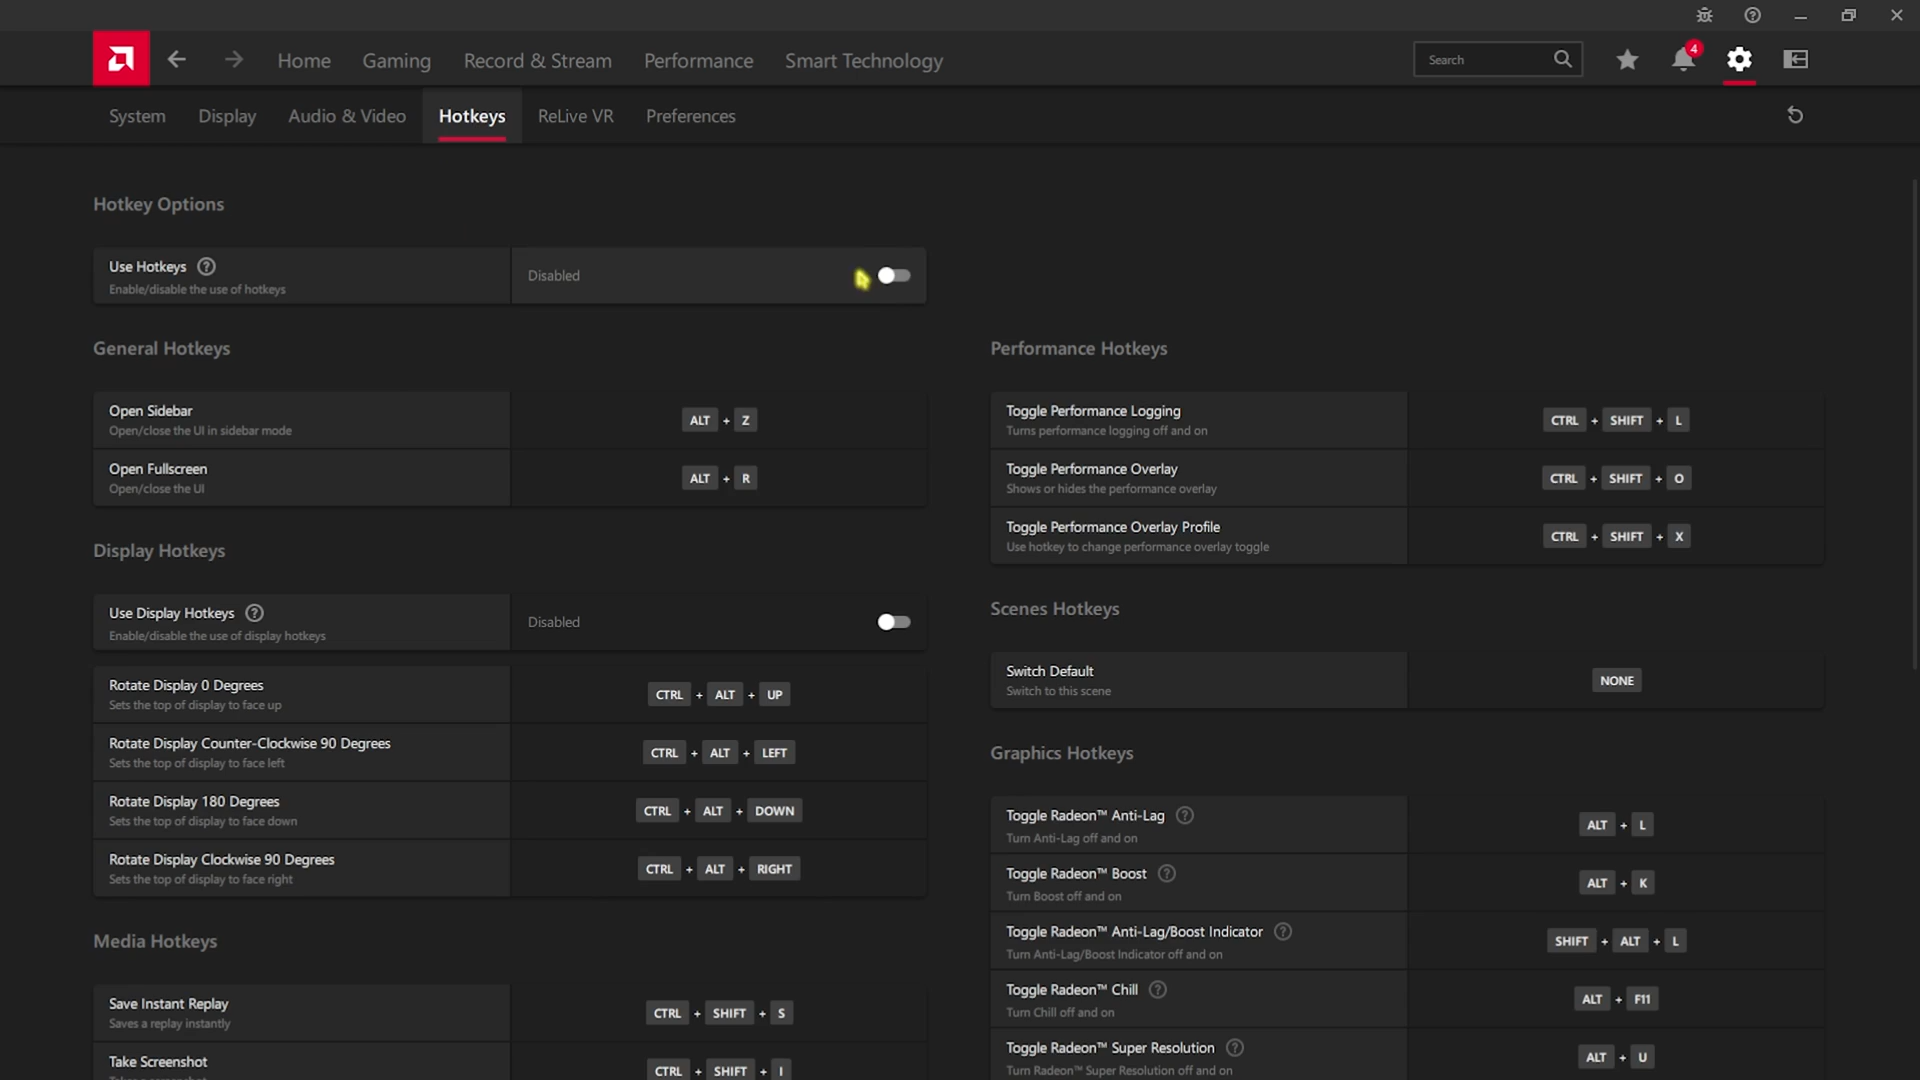 Home Gaming Record & Stream Performance Smart Technology Search 4
System Display Audio & Video Hotkeys ReLive VR Preferences
Hotkey Options
Use Hotkeys
Enable/disable the use of hotkeys
Disabled
General Hotkeys
Open Sidebar
Open/close the UI in sidebar mode
ALT + Z
Open Fullscreen
Open/close the UI
ALT + R
Display Hotkeys
Use Display Hotkeys
Enable/disable the use of display hotkeys
Disabled
Rotate Display 0 Degrees
Sets the top of display to face up
CTRL + ALT + UP
Rotate Display Counter-Clockwise 90 Degrees
Sets the top of display to face left
CTRL + ALT + LEFT
Rotate Display 180 Degrees
Sets the top of display to face down
CTRL + ALT + DOWN
Rotate Display Clockwise 90 Degrees
Sets the top of display to face right
CTRL + ALT + RIGHT
Media Hotkeys
Save Instant Replay
Saves a replay instantly
CTRL + SHIFT + S
Take Screenshot
CTRL + SHIFT + I
Performance Hotkeys
Toggle Performance Logging
Turns performance logging off and on
CTRL + SHIFT + L
Toggle Performance Overlay
Shows or hides the performance overlay
CTRL + SHIFT + O
Toggle Performance Overlay Profile
Use hotkey to change performance overlay toggle
CTRL + SHIFT + X
Scenes Hotkeys
Switch Default
Switch to this scene
NONE
Graphics Hotkeys
Toggle Radeon™ Anti-Lag
Turn Anti-Lag off and on
ALT + L
Toggle Radeon™ Boost
Turn Boost off and on
ALT + K
Toggle Radeon™ Anti-Lag/Boost Indicator
Turn Anti-Lag/Boost Indicator off and on
SHIFT + ALT + L
Toggle Radeon™ Chill
Turn Chill off and on
ALT + F11
Toggle Radeon™ Super Resolution
Turn Radeon™ Super Resolution off and on
ALT + U